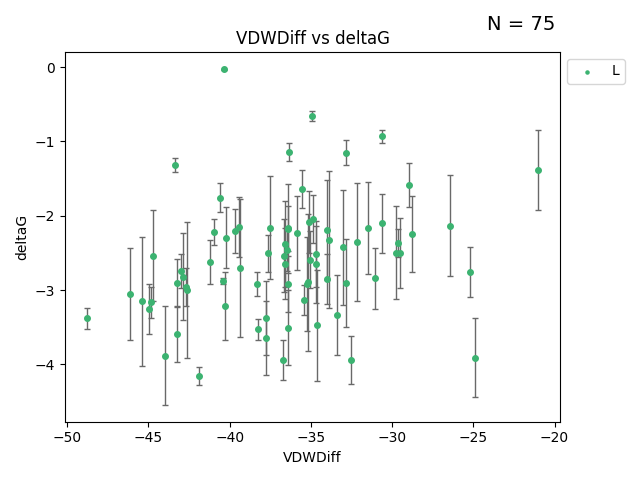 N = 75
VDWDiff vs deltaG
L
deltaG
0
−1
−2
−3
−4
−50 −45 −40 −35 −30 −25 −20
VDWDiff